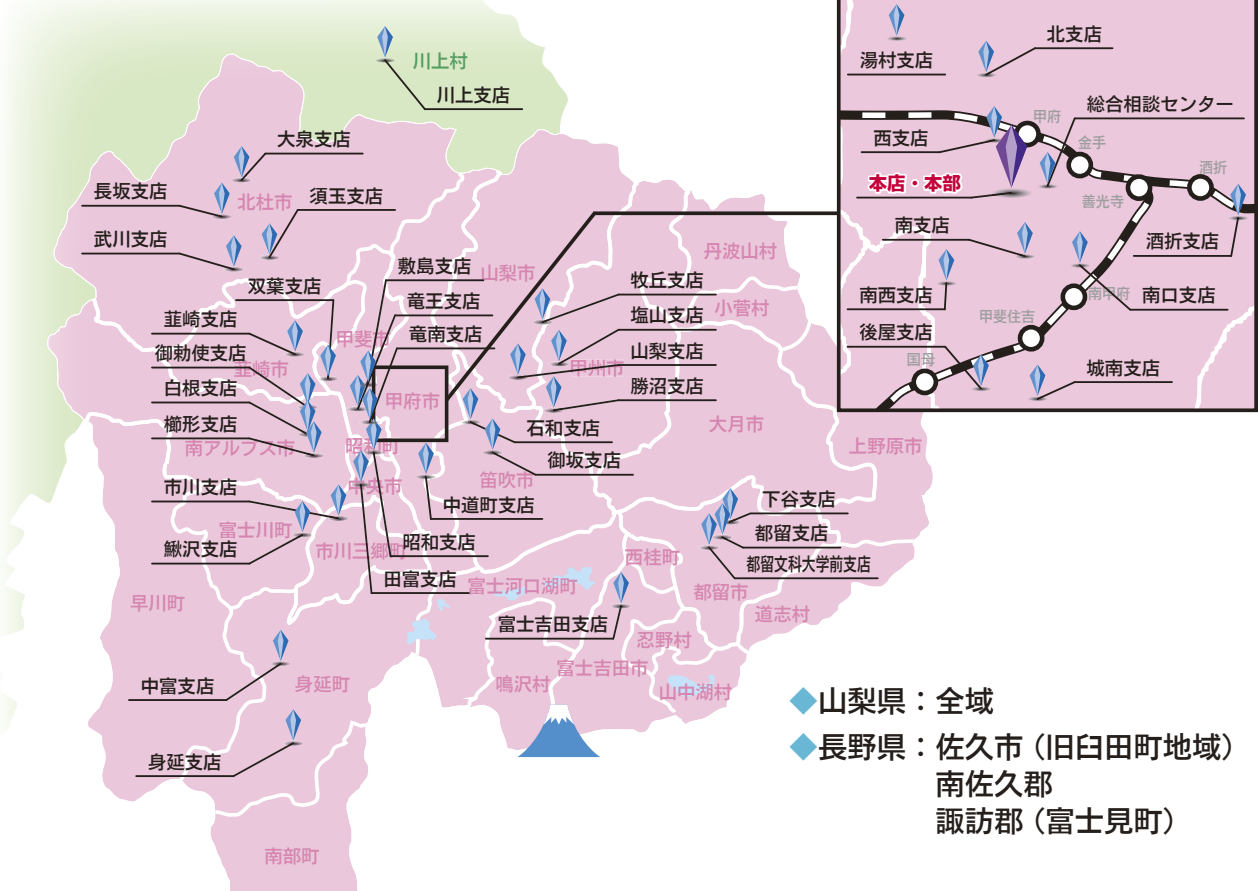 川上村
川上支店
大泉支店
長坂支店
北杜市
須玉支店
武川支店
双葉支店
敷島支店
山梨市
竜王支店
竜南支店
韮崎支店
甲斐市
御勅使支店
韮崎市
白根支店
甲府市
櫛形支店
南アルプス市
昭和町
市川支店
中央市
富士川町
鰍沢支店
市川三郷町
早川町
牧丘支店
塩山支店
山梨支店
甲州市
勝沼支店
石和支店
御坂支店
笛吹市
中道町支店
昭和支店
田富支店
富士河口湖町
丹波山村
小菅村
大月市
上野原市
下谷支店
都留支店
都留文科大学前支店
西桂町
都留市
道志村
富士吉田支店
忍野村
富士吉田市
鳴沢村
山中湖村
中富支店
身延町
身延支店
南部町
湯村支店
北支店
総合相談センター
甲府
西支店
金手
本店・本部
酒折
善光寺
南支店
酒折支店
南西支店
南甲府
南口支店
甲斐住吉
後屋支店
国母
城南支店
◆山梨県：全域
◆長野県：佐久市（旧臼田町地域）
南佐久郡
諏訪郡（富士見町）